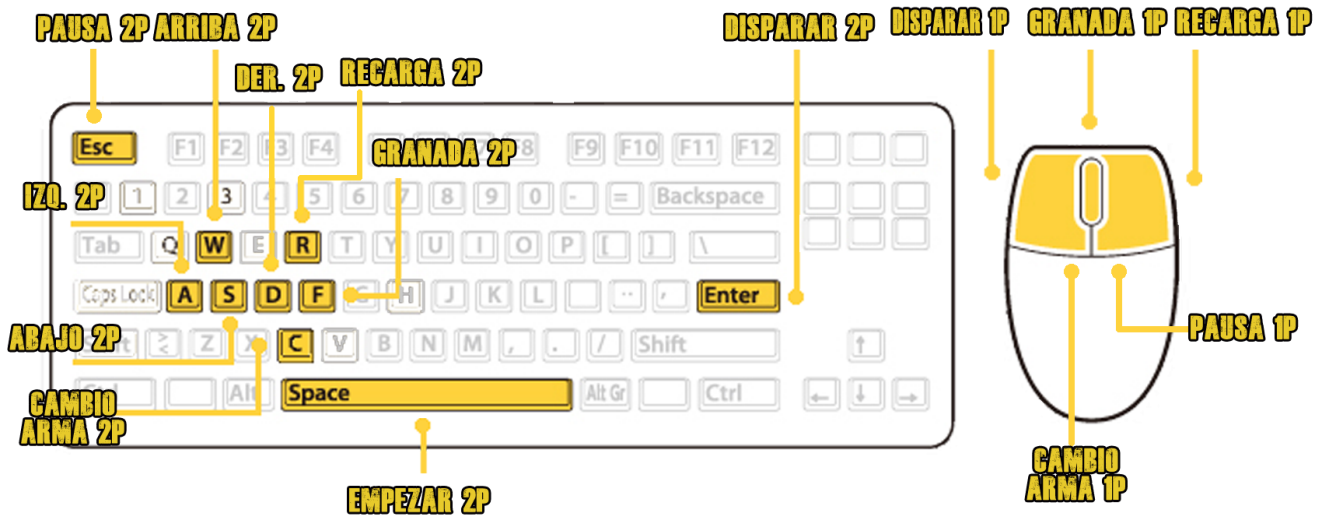 PAUSA 2P ARRIBA 2P
DISPARAR 2P
DISPARAR 1P
GRANADA 1P
RECARGA 1P
DER. 2P
RECARGA 2P
Esc F1 F2 F3 F4 F8 F9 F10 F11 F12
GRANADA 2P
IZQ. 2P
1 2 3 4 5 6 7 8 9 0 - = Backspace
Tab Q W E R T Y U I O P [ ] \
Caps Lock A S D F G H J K L , Enter
ABAJO 2P
Z X C V B N M , . / Shift ↑
PAUSA 1P
Ctrl Alt Space Alt Gr Ctrl ← ↓ →
CAMBIO
ARMA 2P
CAMBIO
ARMA 1P
EMPEZAR 2P